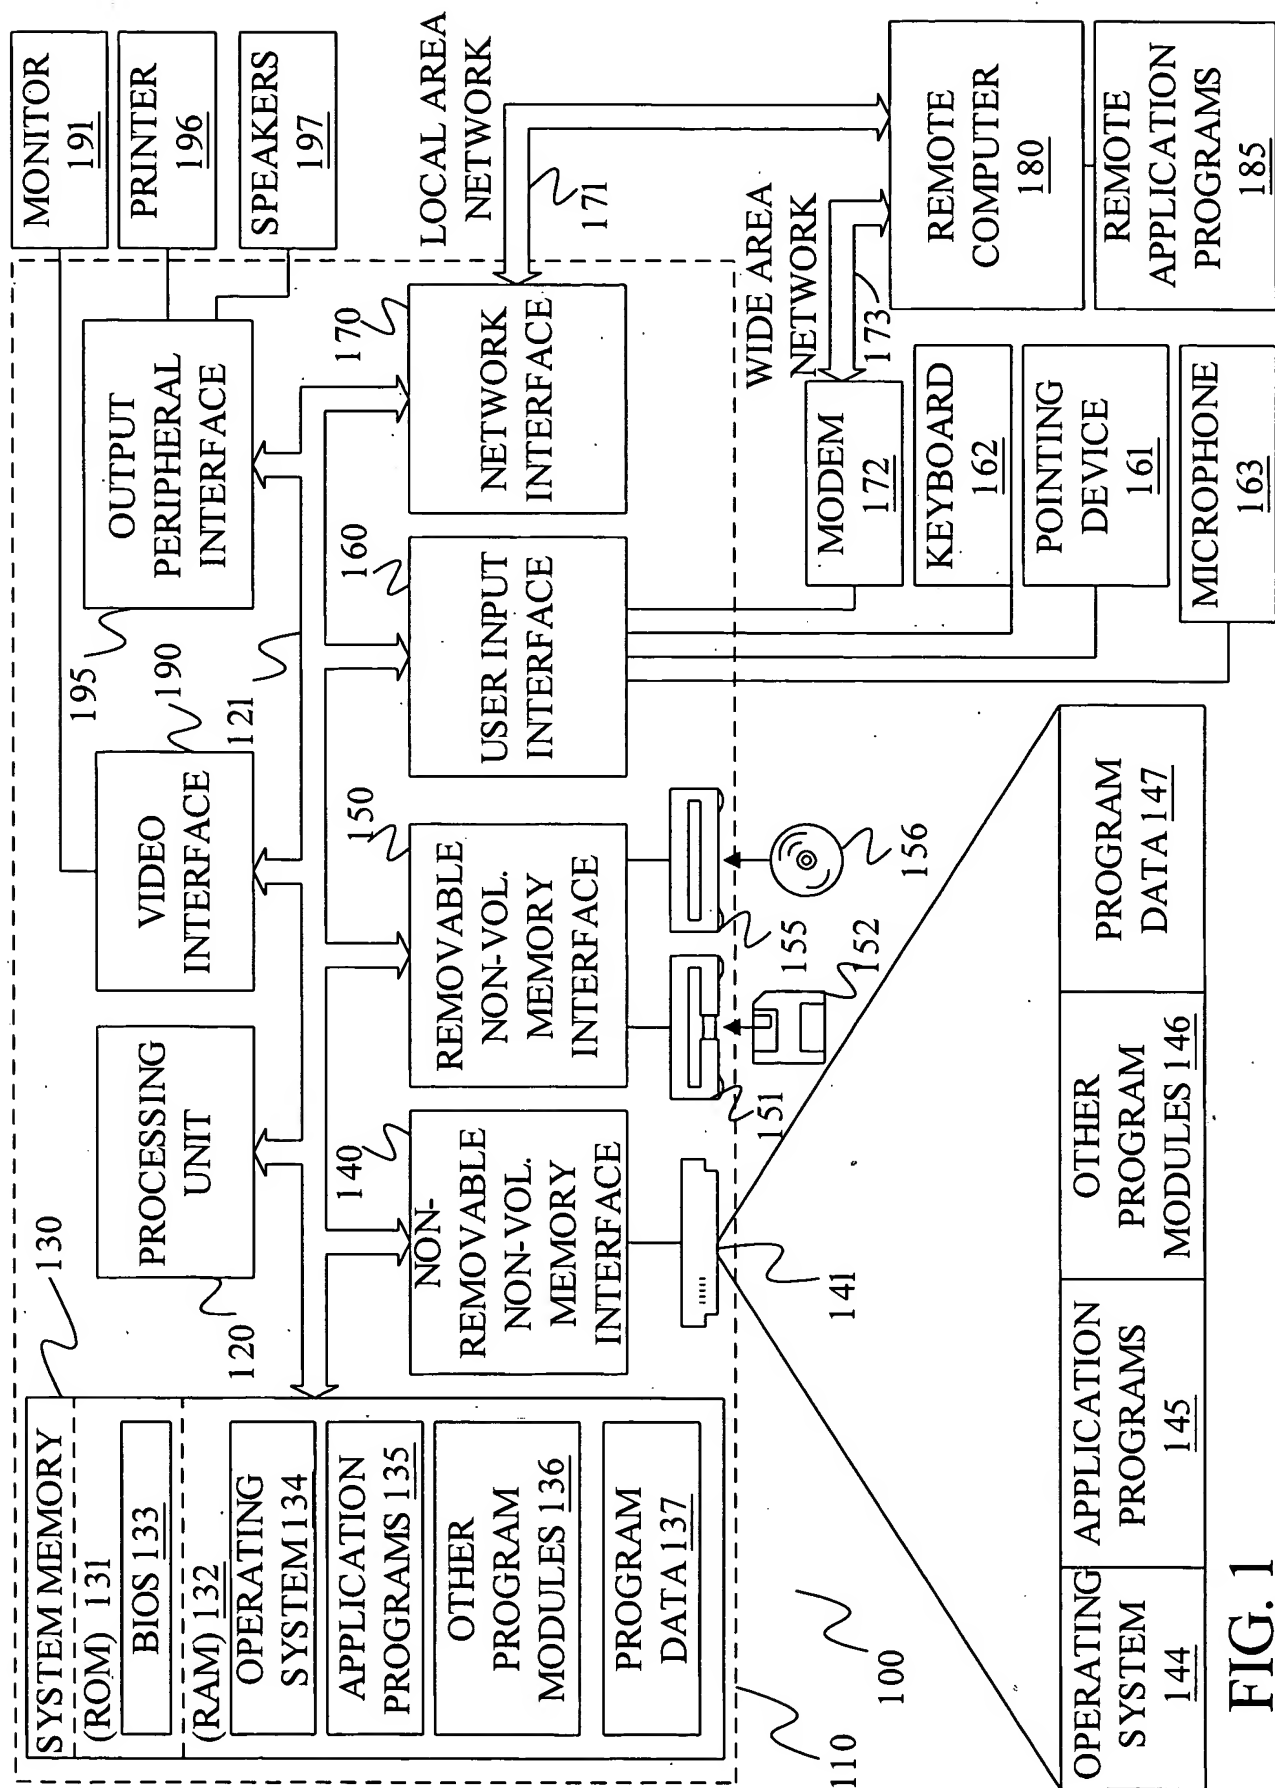 SYSTEM MEMORY
130
(ROM) 131
BIOS 133
(RAM) 132
OPERATING
SYSTEM 134
APPLICATION
PROGRAMS 135
OTHER
PROGRAM
MODULES 136
PROGRAM
DATA 137
120
PROCESSING
UNIT
VIDEO
INTERFACE
190
121
195
OUTPUT
PERIPHERAL
INTERFACE
MONITOR
191
PRINTER
196
SPEAKERS
197
140
NON-
REMOVABLE
NON-VOL.
MEMORY
INTERFACE
150
REMOVABLE
NON-VOL.
MEMORY
INTERFACE
160
USER INPUT
INTERFACE
170
NETWORK
INTERFACE
LOCAL AREA
NETWORK
171
141
151
152
155
156
WIDE AREA
NETWORK
173
MODEM
172
KEYBOARD
162
POINTING
DEVICE
161
MICROPHONE
163
REMOTE
COMPUTER
180
REMOTE
APPLICATION
PROGRAMS
185
110
100
OPERATING
SYSTEM
144
APPLICATION
PROGRAMS
145
OTHER
PROGRAM
MODULES 146
PROGRAM
DATA 147
FIG. 1